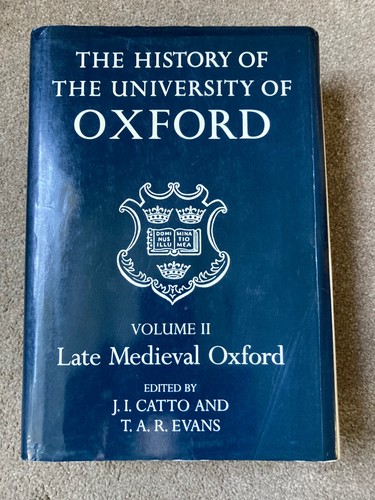 THE HISTORY OF
THE UNIVERSITY OF
OXFORD
DOMI MINA
NUS TIO
ILLU MEA
VOLUME II
Late Medieval Oxford
EDITED BY
J. I. CATTO AND
T. A. R. EVANS